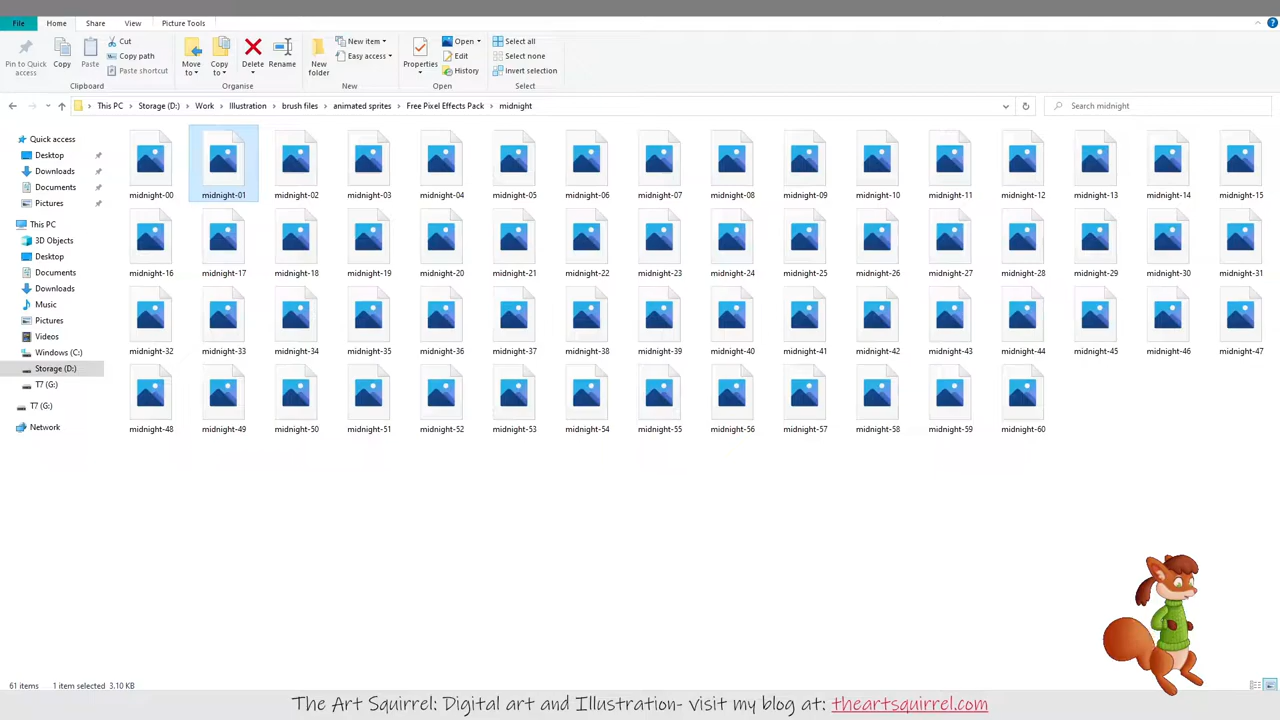 File Home Share View Picture Tools
Pin to Quick access
Copy
Paste
Cut
Copy path
Paste shortcut
Clipboard
Move to
Copy to
Delete
Rename
Organise
New folder
New item
Easy access
New
Properties
Open
Edit
History
Open
Select all
Select none
Invert selection
Select
This PC Storage (D:) Work Illustration brush files animated sprites Free Pixel Effects Pack midnight
Search midnight
Quick access
Desktop
Downloads
Documents
Pictures
This PC
3D Objects
Desktop
Documents
Downloads
Music
Pictures
Videos
Windows (C:)
Storage (D:)
T7 (G:)
T7 (G:)
Network
midnight-00 midnight-01 midnight-02 midnight-03 midnight-04 midnight-05 midnight-06 midnight-07 midnight-08 midnight-09 midnight-10 midnight-11 midnight-12 midnight-13 midnight-14 midnight-15
midnight-16 midnight-17 midnight-18 midnight-19 midnight-20 midnight-21 midnight-22 midnight-23 midnight-24 midnight-25 midnight-26 midnight-27 midnight-28 midnight-29 midnight-30 midnight-31
midnight-32 midnight-33 midnight-34 midnight-35 midnight-36 midnight-37 midnight-38 midnight-39 midnight-40 midnight-41 midnight-42 midnight-43 midnight-44 midnight-45 midnight-46 midnight-47
midnight-48 midnight-49 midnight-50 midnight-51 midnight-52 midnight-53 midnight-54 midnight-55 midnight-56 midnight-57 midnight-58 midnight-59 midnight-60
61 items 1 item selected 3.10 KB
The Art Squirrel: Digital art and Illustration- visit my blog at: theartsquirrel.com